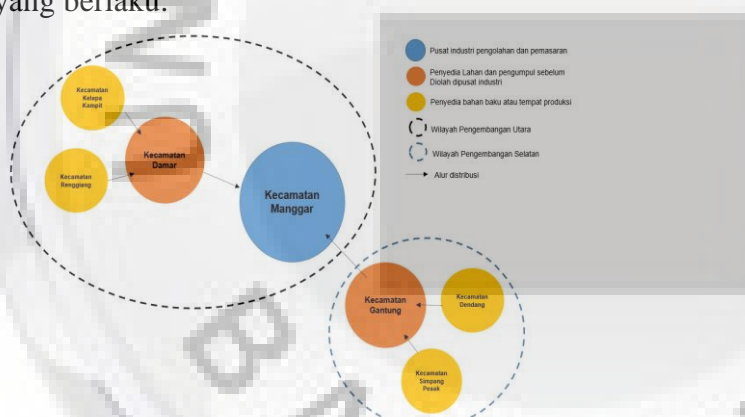 yang berlaku.
Kecamatan
Kelapa
Kampit
Kecamatan
Renggiang
Kecamatan
Damar
Kecamatan
Manggar
Kecamatan
Gantung
Kecamatan
Dendang
Kecamatan
Simpang
Pesak
Pusat industri pengolahan dan pemasaran
Penyedia Lahan dan pengumpul sebelum
Diolah dipusat industri
Penyedia bahan baku atau tempat produksi
Wilayah Pengembangan Utara
Wilayah Pengembangan Selatan
Alur distribusi